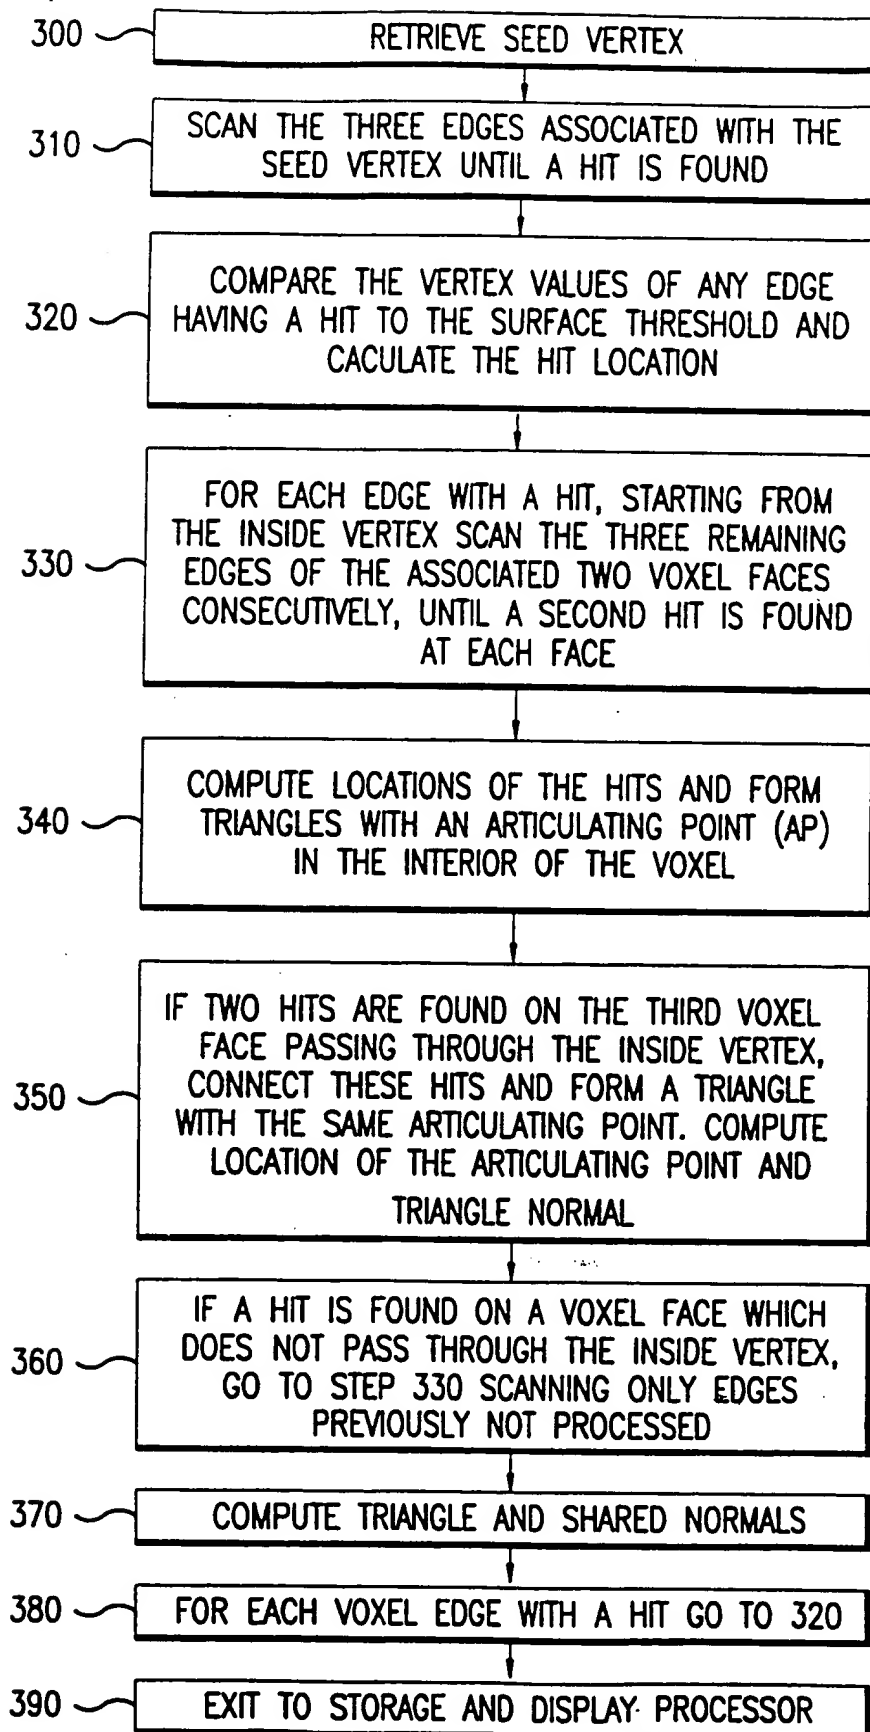 300
RETRIEVE SEED VERTEX
310
SCAN THE THREE EDGES ASSOCIATED WITH THE
SEED VERTEX UNTIL A HIT IS FOUND
320
COMPARE THE VERTEX VALUES OF ANY EDGE
HAVING A HIT TO THE SURFACE THRESHOLD AND
CACULATE THE HIT LOCATION
330
FOR EACH EDGE WITH A HIT, STARTING FROM
THE INSIDE VERTEX SCAN THE THREE REMAINING
EDGES OF THE ASSOCIATED TWO VOXEL FACES
CONSECUTIVELY, UNTIL A SECOND HIT IS FOUND
AT EACH FACE
340
COMPUTE LOCATIONS OF THE HITS AND FORM
TRIANGLES WITH AN ARTICULATING POINT (AP)
IN THE INTERIOR OF THE VOXEL
350
IF TWO HITS ARE FOUND ON THE THIRD VOXEL
FACE PASSING THROUGH THE INSIDE VERTEX,
CONNECT THESE HITS AND FORM A TRIANGLE
WITH THE SAME ARTICULATING POINT. COMPUTE
LOCATION OF THE ARTICULATING POINT AND
TRIANGLE NORMAL
360
IF A HIT IS FOUND ON A VOXEL FACE WHICH
DOES NOT PASS THROUGH THE INSIDE VERTEX,
GO TO STEP 330 SCANNING ONLY EDGES
PREVIOUSLY NOT PROCESSED
370
COMPUTE TRIANGLE AND SHARED NORMALS
380
FOR EACH VOXEL EDGE WITH A HIT GO TO 320
390
EXIT TO STORAGE AND DISPLAY PROCESSOR